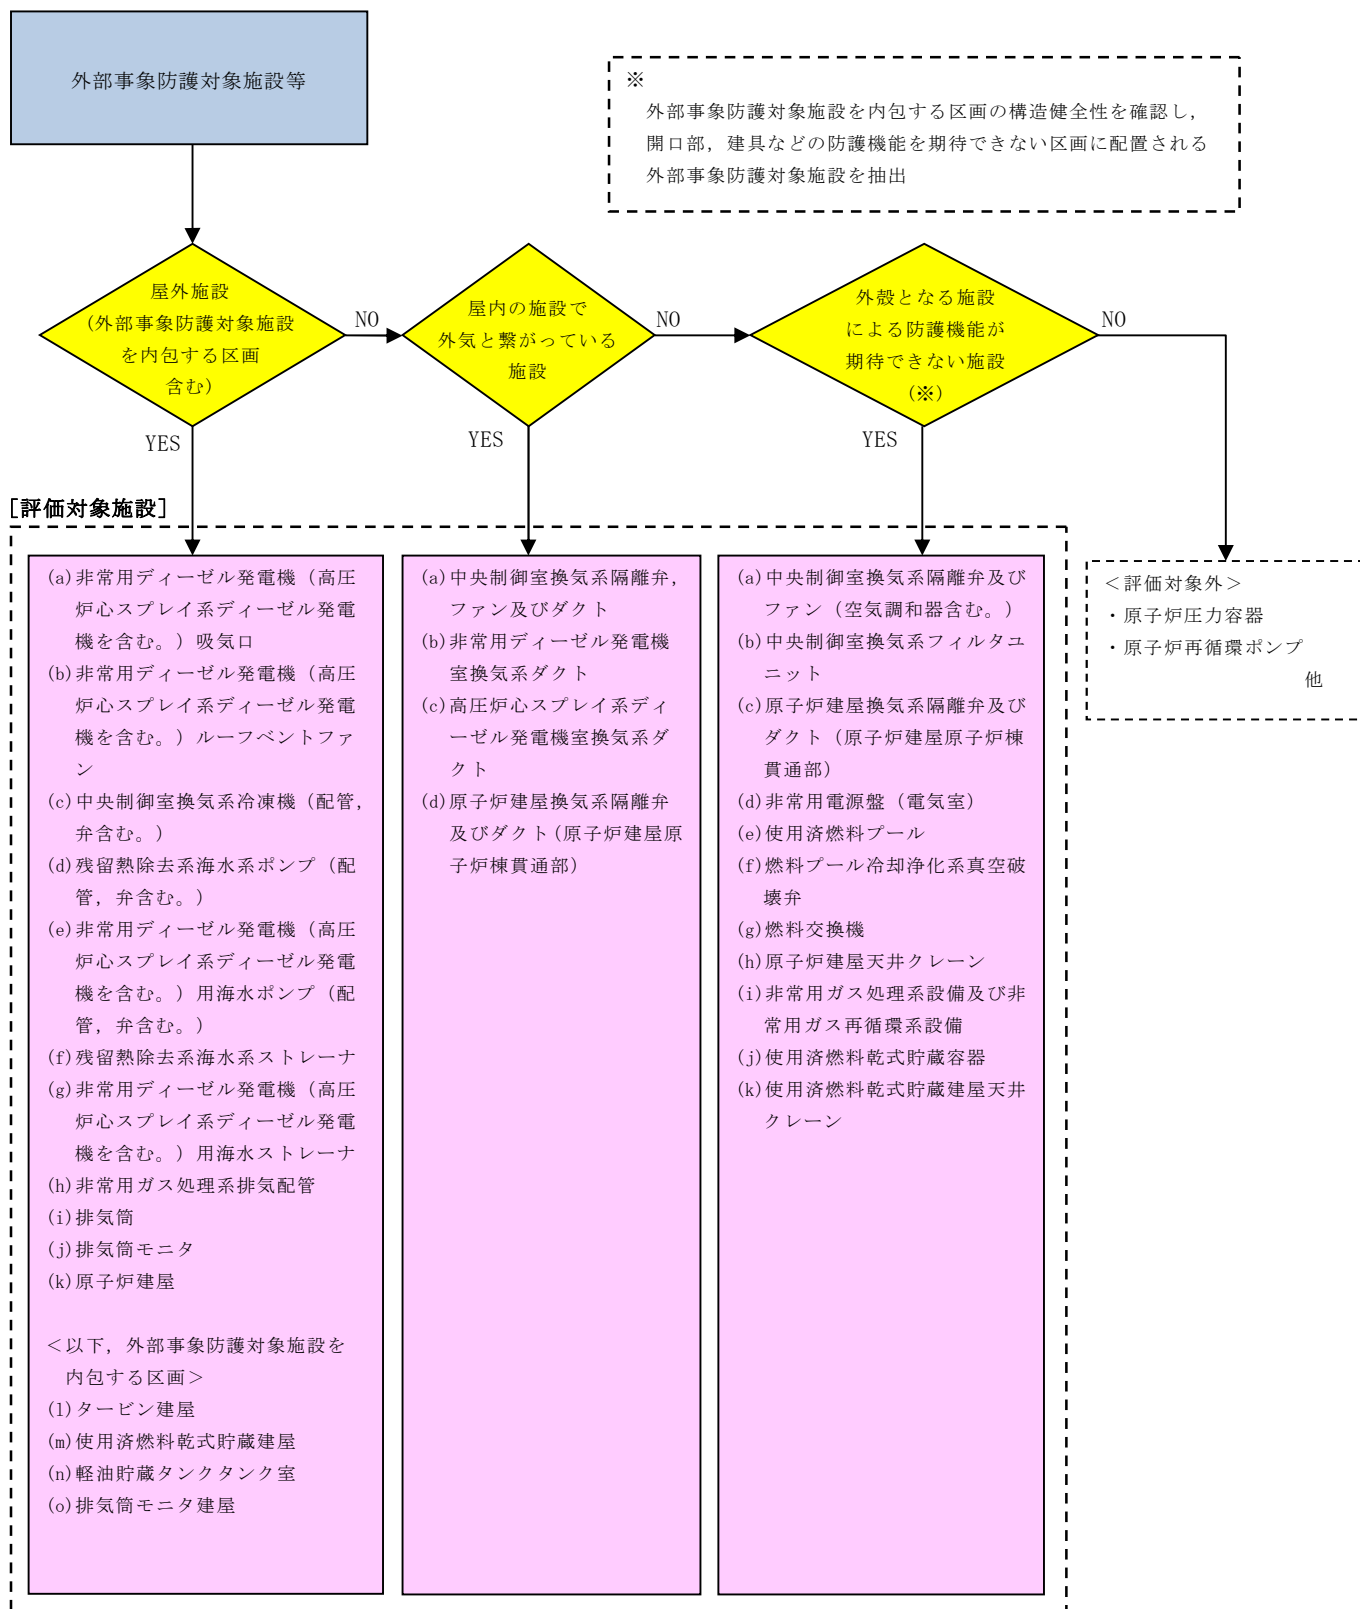 外部事象防護対象施設等
※
外部事象防護対象施設を内包する区画の構造健全性を確認し，
開口部，建具などの防護機能を期待できない区画に配置される
外部事象防護対象施設を抽出
屋外施設
(外部事象防護対象施設
を内包する区画
含む)
NO
屋内の施設で
外気と繋がっている
施設
NO
外殻となる施設
による防護機能が
期待できない施設
(※)
NO
YES
YES
YES
[評価対象施設]
(a)非常用ディーゼル発電機（高圧
炉心スプレイ系ディーゼル発電
機を含む。）吸気口
(b)非常用ディーゼル発電機（高圧
炉心スプレイ系ディーゼル発電
機を含む。）ルーフベントファ
ン
(c)中央制御室換気系冷凍機（配管，
弁含む。）
(d)残留熱除去系海水系ポンプ（配
管，弁含む。）
(e)非常用ディーゼル発電機（高圧
炉心スプレイ系ディーゼル発電
機を含む。）用海水ポンプ（配
管，弁含む。）
(f)残留熱除去系海水系ストレーナ
(g)非常用ディーゼル発電機（高圧
炉心スプレイ系ディーゼル発電
機を含む。）用海水ストレーナ
(h)非常用ガス処理系排気配管
(i)排気筒
(j)排気筒モニタ
(k)原子炉建屋
＜以下，外部事象防護対象施設を
内包する区画＞
(l)タービン建屋
(m)使用済燃料乾式貯蔵建屋
(n)軽油貯蔵タンクタンク室
(o)排気筒モニタ建屋
(a)中央制御室換気系隔離弁，
ファン及びダクト
(b)非常用ディーゼル発電機
室換気系ダクト
(c)高圧炉心スプレイ系ディ
ーゼル発電機室換気系ダ
クト
(d)原子炉建屋換気系隔離弁
及びダクト(原子炉建屋原
子炉棟貫通部）
(a)中央制御室換気系隔離弁及び
ファン（空気調和器含む。）
(b)中央制御室換気系フィルタユ
ニット
(c)原子炉建屋換気系隔離弁及び
ダクト（原子炉建屋原子炉棟
貫通部）
(d)非常用電源盤（電気室）
(e)使用済燃料プール
(f)燃料プール冷却浄化系真空破
壊弁
(g)燃料交換機
(h)原子炉建屋天井クレーン
(i)非常用ガス処理系設備及び非
常用ガス再循環系設備
(j)使用済燃料乾式貯蔵容器
(k)使用済燃料乾式貯蔵建屋天井
クレーン
＜評価対象外＞
・原子炉圧力容器
・原子炉再循環ポンプ
他